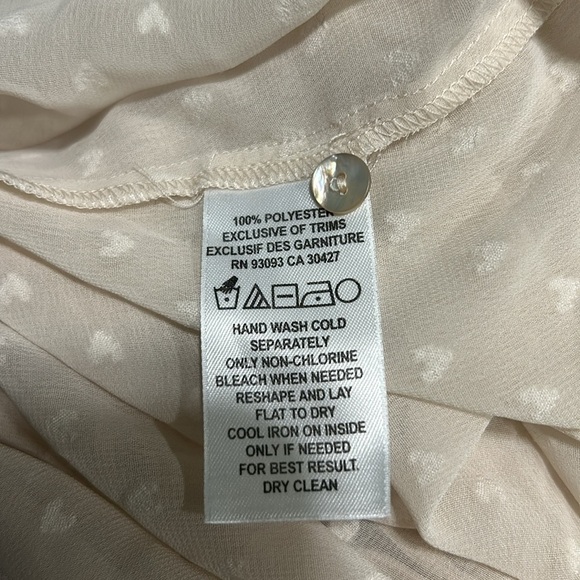 100% POLYESTER
EXCLUSIVE OF TRIMS
EXCLUSIF DES GARNITURE
RN 93093 CA 30427
HAND WASH COLD
SEPARATELY
ONLY NON-CHLORINE
BLEACH WHEN NEEDED
RESHAPE AND LAY
FLAT TO DRY
COOL IRON ON INSIDE
ONLY IF NEEDED
FOR BEST RESULT.
DRY CLEAN